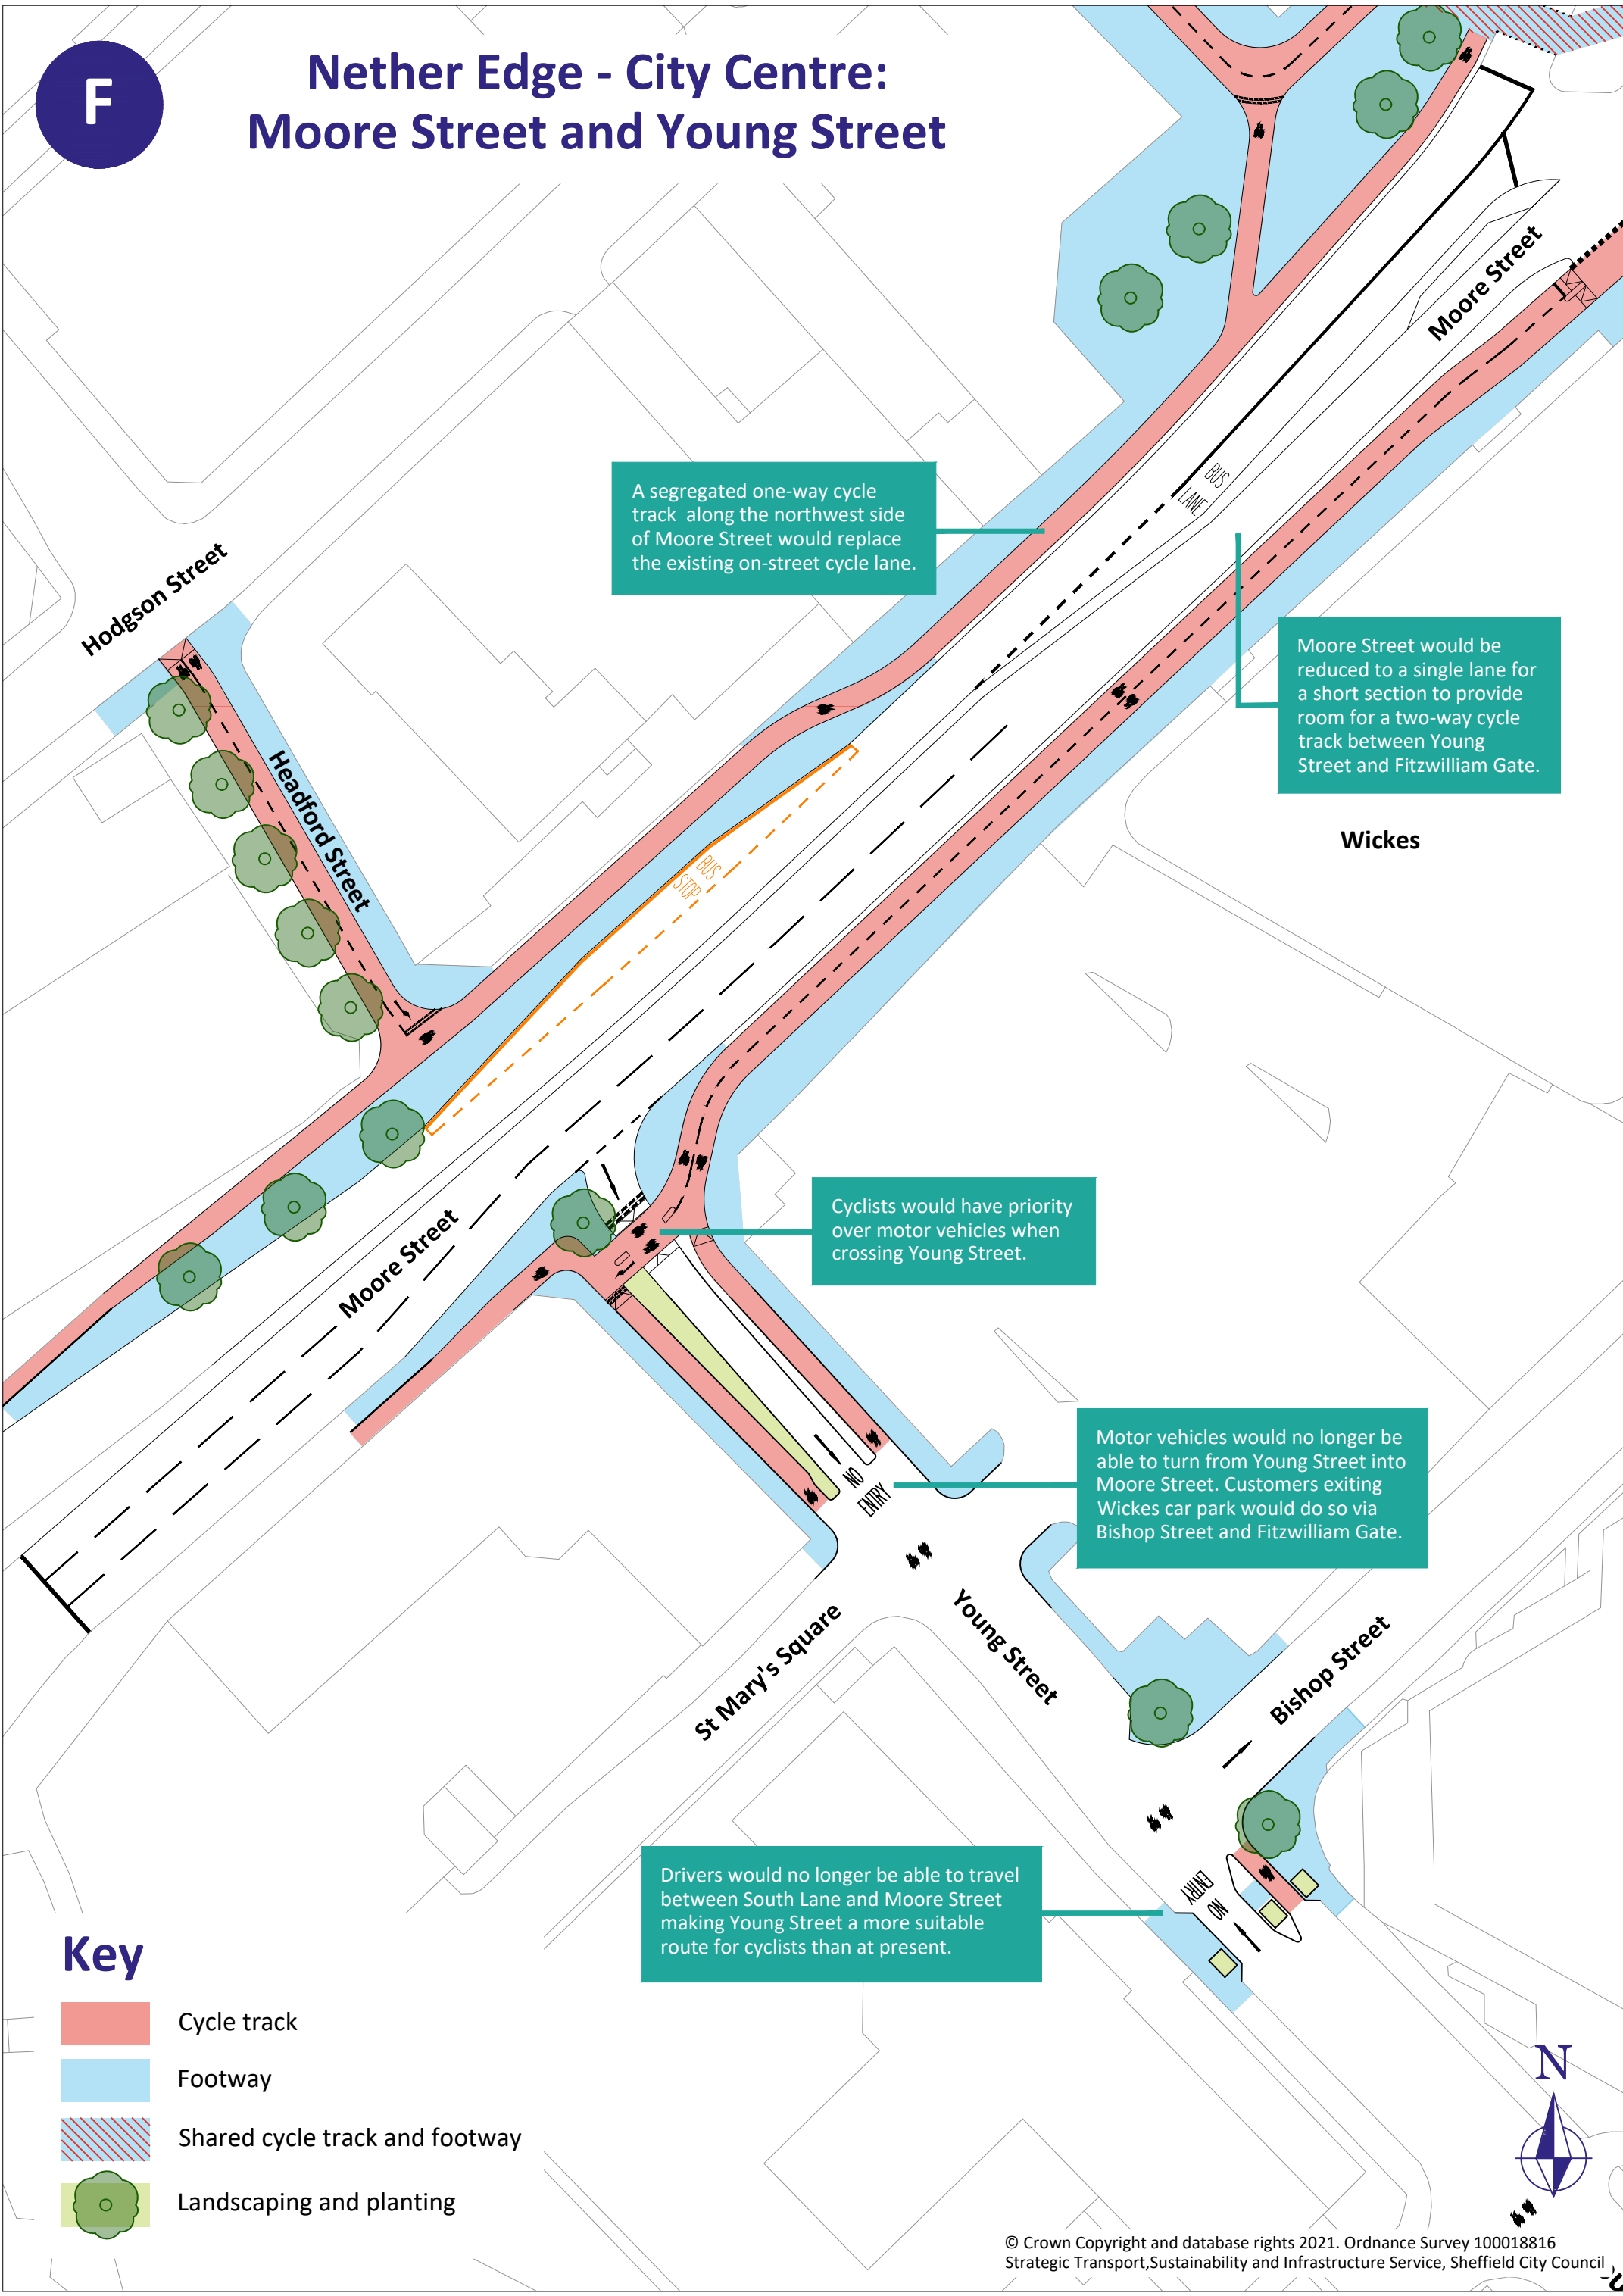 F
Nether Edge - City Centre:
Moore Street and Young Street
Moore Street
A segregated one-way cycle
track along the northwest side
of Moore Street would replace
the existing on-street cycle lane.
BUS
LANE
Hodgson Street
Moore Street would be
reduced to a single lane for
a short section to provide
room for a two-way cycle
track between Young
Street and Fitzwilliam Gate.
Headford Street
Wickes
BUS
STOP
Cyclists would have priority
over motor vehicles when
crossing Young Street.
Moore Street
Motor vehicles would no longer be
able to turn from Young Street into
Moore Street. Customers exiting
Wickes car park would do so via
Bishop Street and Fitzwilliam Gate.
NO
ENTRY
St Mary's Square
Young Street
Bishop Street
Drivers would no longer be able to travel
between South Lane and Moore Street
making Young Street a more suitable
route for cyclists than at present.
NO
ENTRY
Key
Cycle track
Footway
Shared cycle track and footway
Landscaping and planting
N
© Crown Copyright and database rights 2021. Ordnance Survey 100018816
Strategic Transport,Sustainability and Infrastructure Service, Sheffield City Council